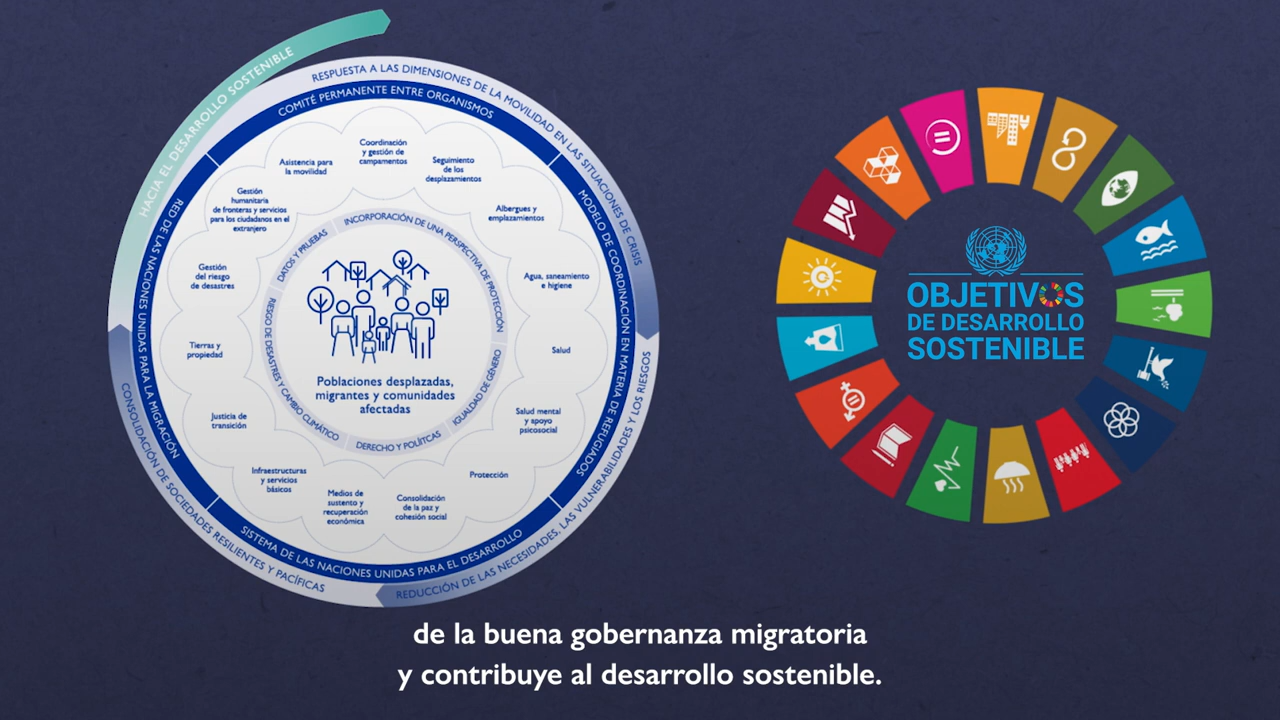 HACIA EL DESARROLLO SOSTENIBLE
RESPUESTA A LAS DIMENSIONES DE LA MOVILIDAD EN LAS SITUACIONES DE CRISIS
REDUCCIÓN DE LAS NECESIDADES, LAS VULNERABILIDADES Y LOS RIESGOS
CONSOLIDACIÓN DE SOCIEDADES RESILIENTES Y PACÍFICAS
COMITÉ PERMANENTE ENTRE ORGANISMOS
MODELO DE COORDINACIÓN EN MATERIA DE REFUGIADOS
SISTEMA DE LAS NACIONES UNIDAS PARA EL DESARROLLO
RED DE LAS NACIONES UNIDAS PARA LA MIGRACIÓN
Coordinación
y gestión de
campamentos
Seguimiento
de los
desplazamientos
Albergues y
emplazamientos
Agua, saneamiento
e higiene
Salud
Salud mental
y apoyo
psicosocial
Protección
Consolidación
de la paz y
cohesión social
Medios de
sustento y
recuperación
económica
Infraestructuras
y servicios
básicos
Justicia de
transición
Tierras y
propiedad
Gestión
del riesgo
de desastres
Gestión
humanitaria
de fronteras y servicios
para los ciudadanos en el
extranjero
Asistencia para
la movilidad
INCORPORACIÓN DE UNA PERSPECTIVA DE PROTECCIÓN
IGUALDAD DE GÉNERO
DERECHO Y POLÍITCAS
RIESGO DE DESASTRES Y CAMBIO CLIMÁTICO
DATOS Y PRUEBAS
Poblaciones desplazadas,
migrantes y comunidades
afectadas
OBJETIVOS
DE DESARROLLO
SOSTENIBLE
de la buena gobernanza migratoria
y contribuye al desarrollo sostenible.